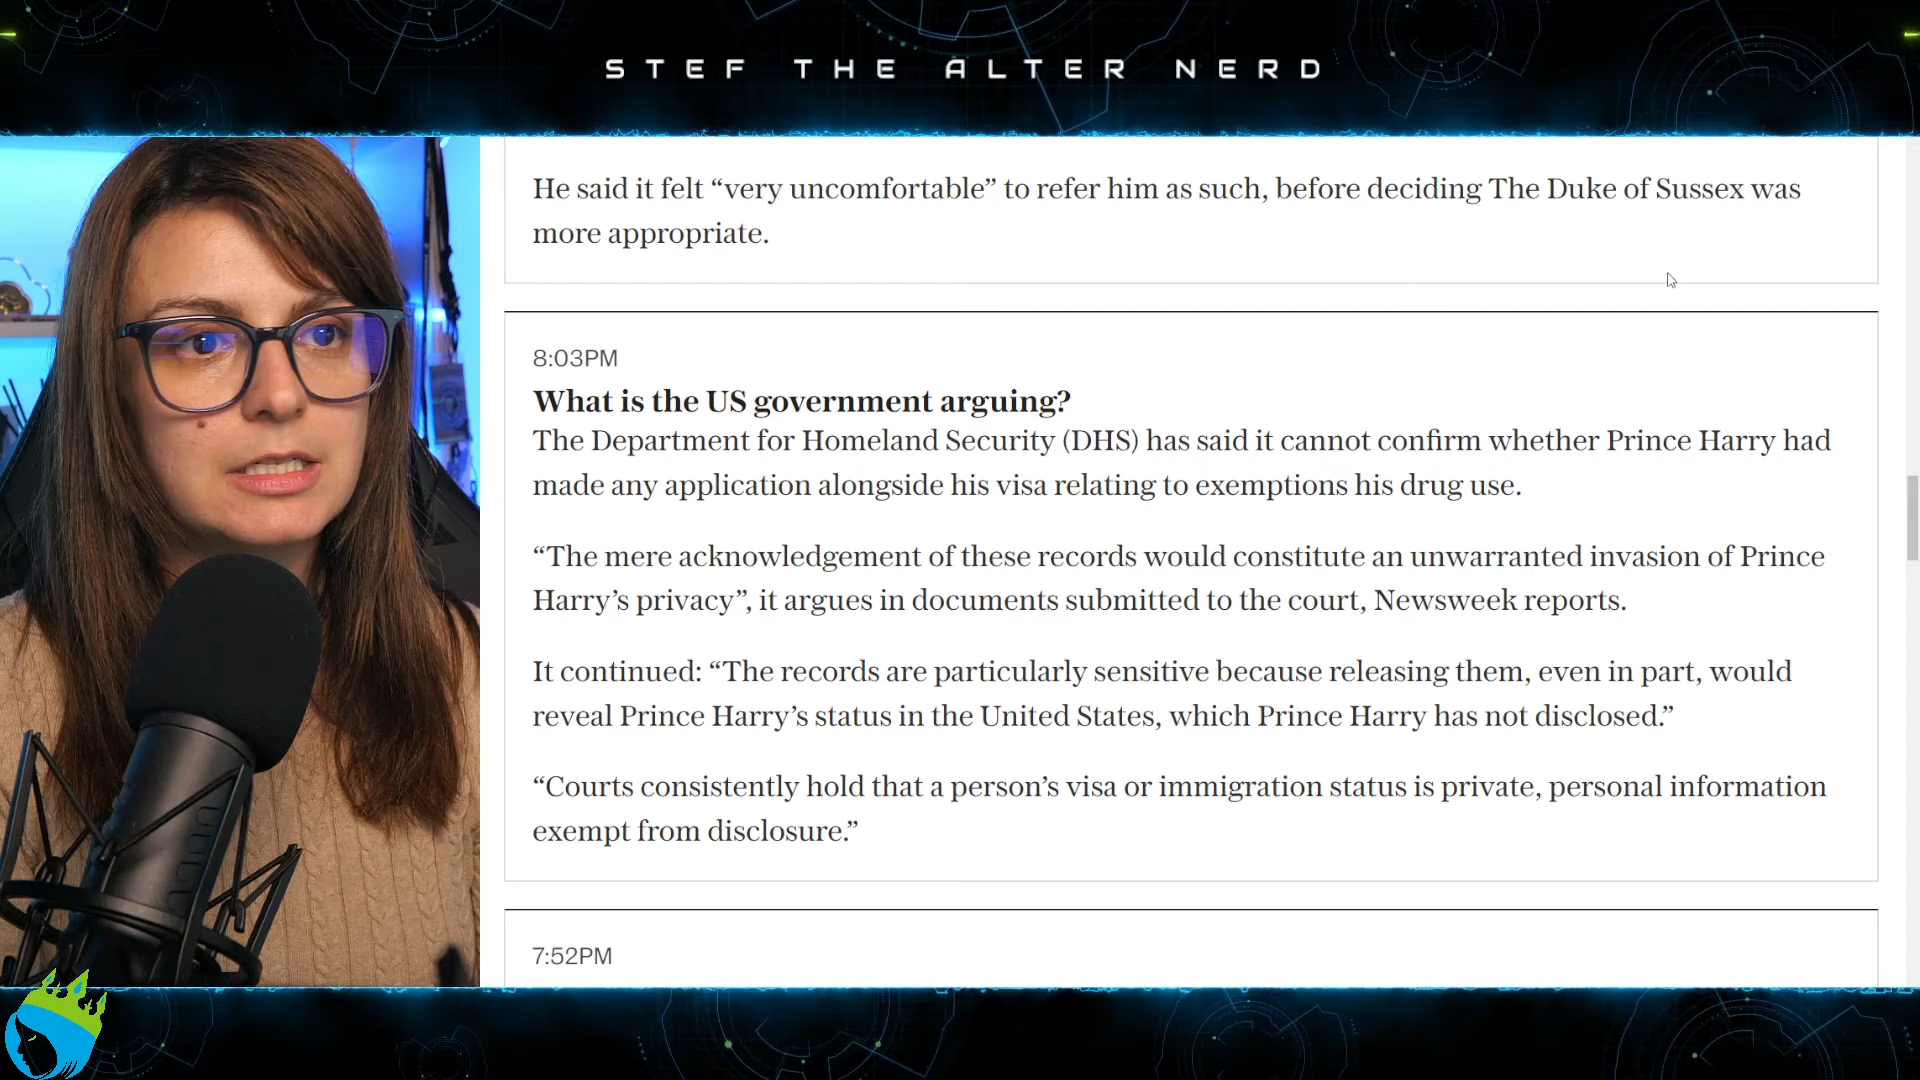 STEF THE ALTER NERD
He said it felt “very uncomfortable” to refer him as such, before deciding The Duke of Sussex was
more appropriate.
8:03PM
What is the US government arguing?
The Department for Homeland Security (DHS) has said it cannot confirm whether Prince Harry had
made any application alongside his visa relating to exemptions his drug use.
“The mere acknowledgement of these records would constitute an unwarranted invasion of Prince
Harry’s privacy”, it argues in documents submitted to the court, Newsweek reports.
It continued: “The records are particularly sensitive because releasing them, even in part, would
reveal Prince Harry’s status in the United States, which Prince Harry has not disclosed.”
“Courts consistently hold that a person’s visa or immigration status is private, personal information
exempt from disclosure.”
7:52PM